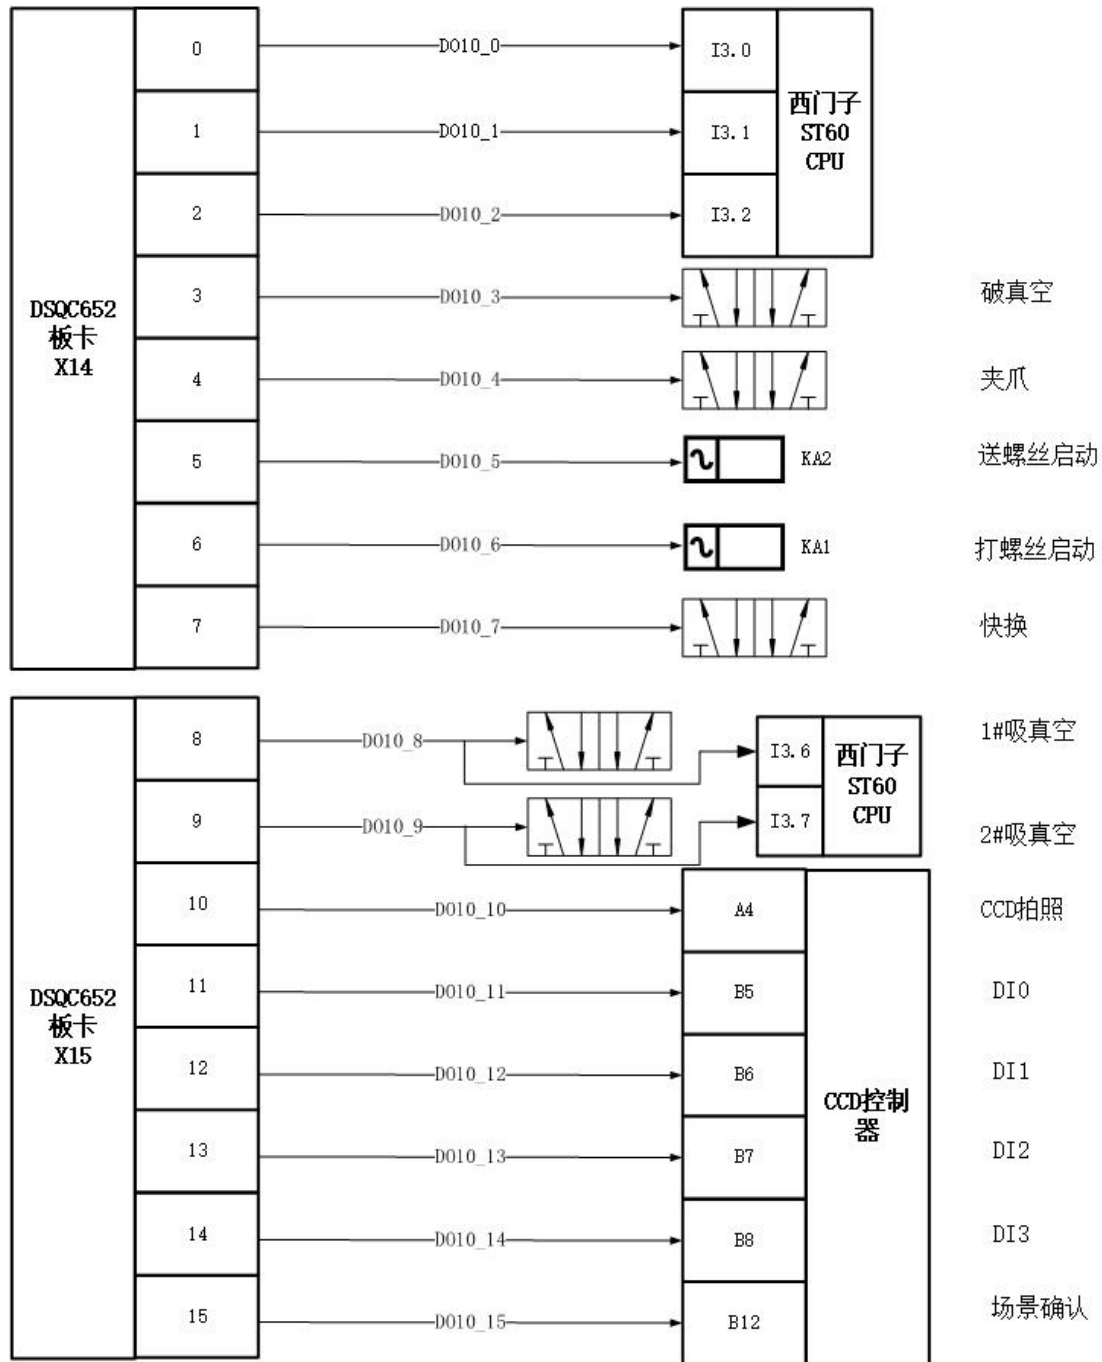 0
DO10_0
I3.0
1
DO10_1
I3.1
西门子
ST60
CPU
2
DO10_2
I3.2
DSQC652
板卡
X14
3
DO10_3
破真空
4
DO10_4
夹爪
5
DO10_5
KA2
送螺丝启动
6
DO10_6
KA1
打螺丝启动
7
DO10_7
快换
8
DO10_8
I3.6
西门子
ST60
CPU
1#吸真空
9
DO10_9
I3.7
2#吸真空
10
DO10_10
A4
CCD拍照
DSQC652
板卡
X15
11
DO10_11
B5
DI0
12
DO10_12
B6
DI1
CCD控制
器
13
DO10_13
B7
DI2
14
DO10_14
B8
DI3
15
DO10_15
B12
场景确认